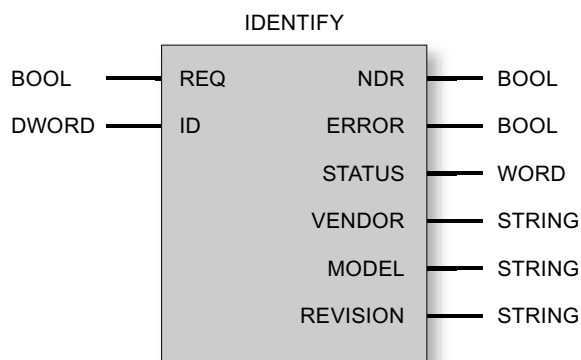 IDENTIFY
BOOL REQ NDR BOOL
DWORD ID ERROR BOOL
STATUS WORD
VENDOR STRING
MODEL STRING
REVISION STRING